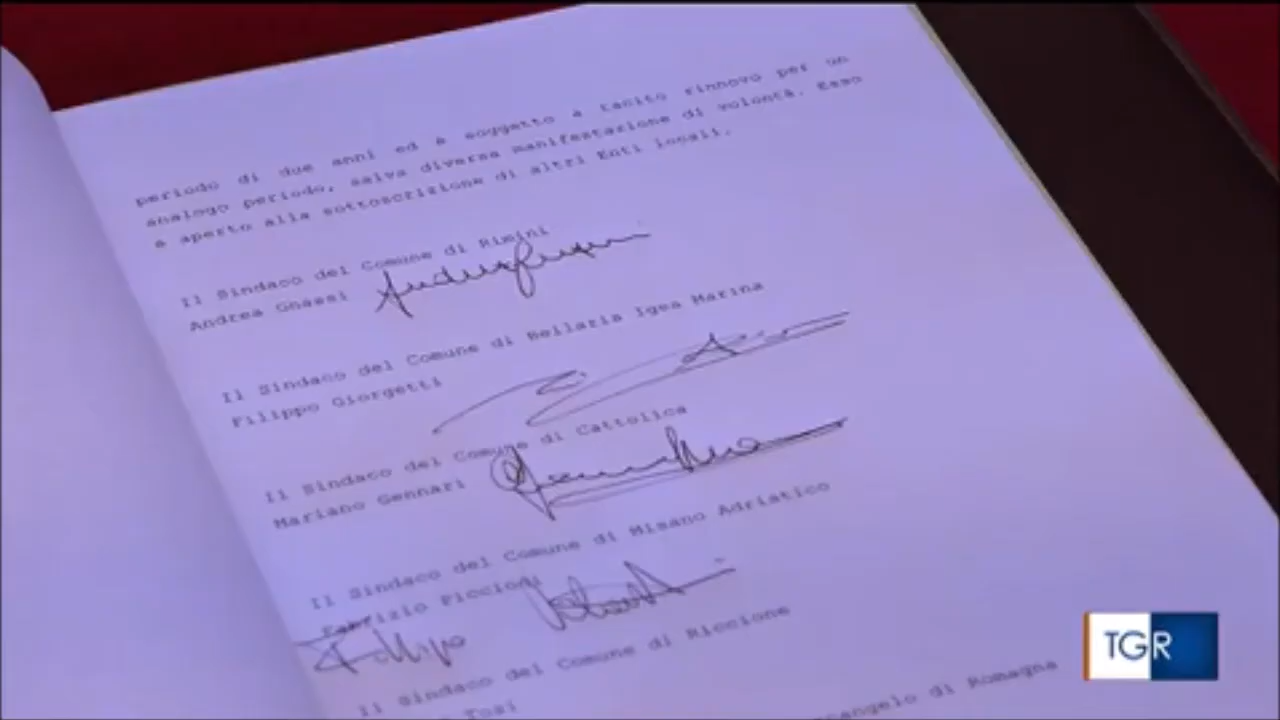 periodo di due anni ed è soggetto a tacito rinnovo per un
analogo periodo, salva diversa manifestazione di volontà. Esso
è aperto alla sottoscrizione di altri Enti locali.
Il Sindaco del Comune di Rimini
Andrea Gnassi
Il Sindaco del Comune di Bellaria Igea Marina
Filippo Giorgetti
Il Sindaco del Comune di Cattolica
Mariano Gennari
Il Sindaco del Comune di Misano Adriatico
Fabrizio Piccioni
Filippo
Il Sindaco del Comune di Riccione
Tosi
arcangelo di Romagna
TGR